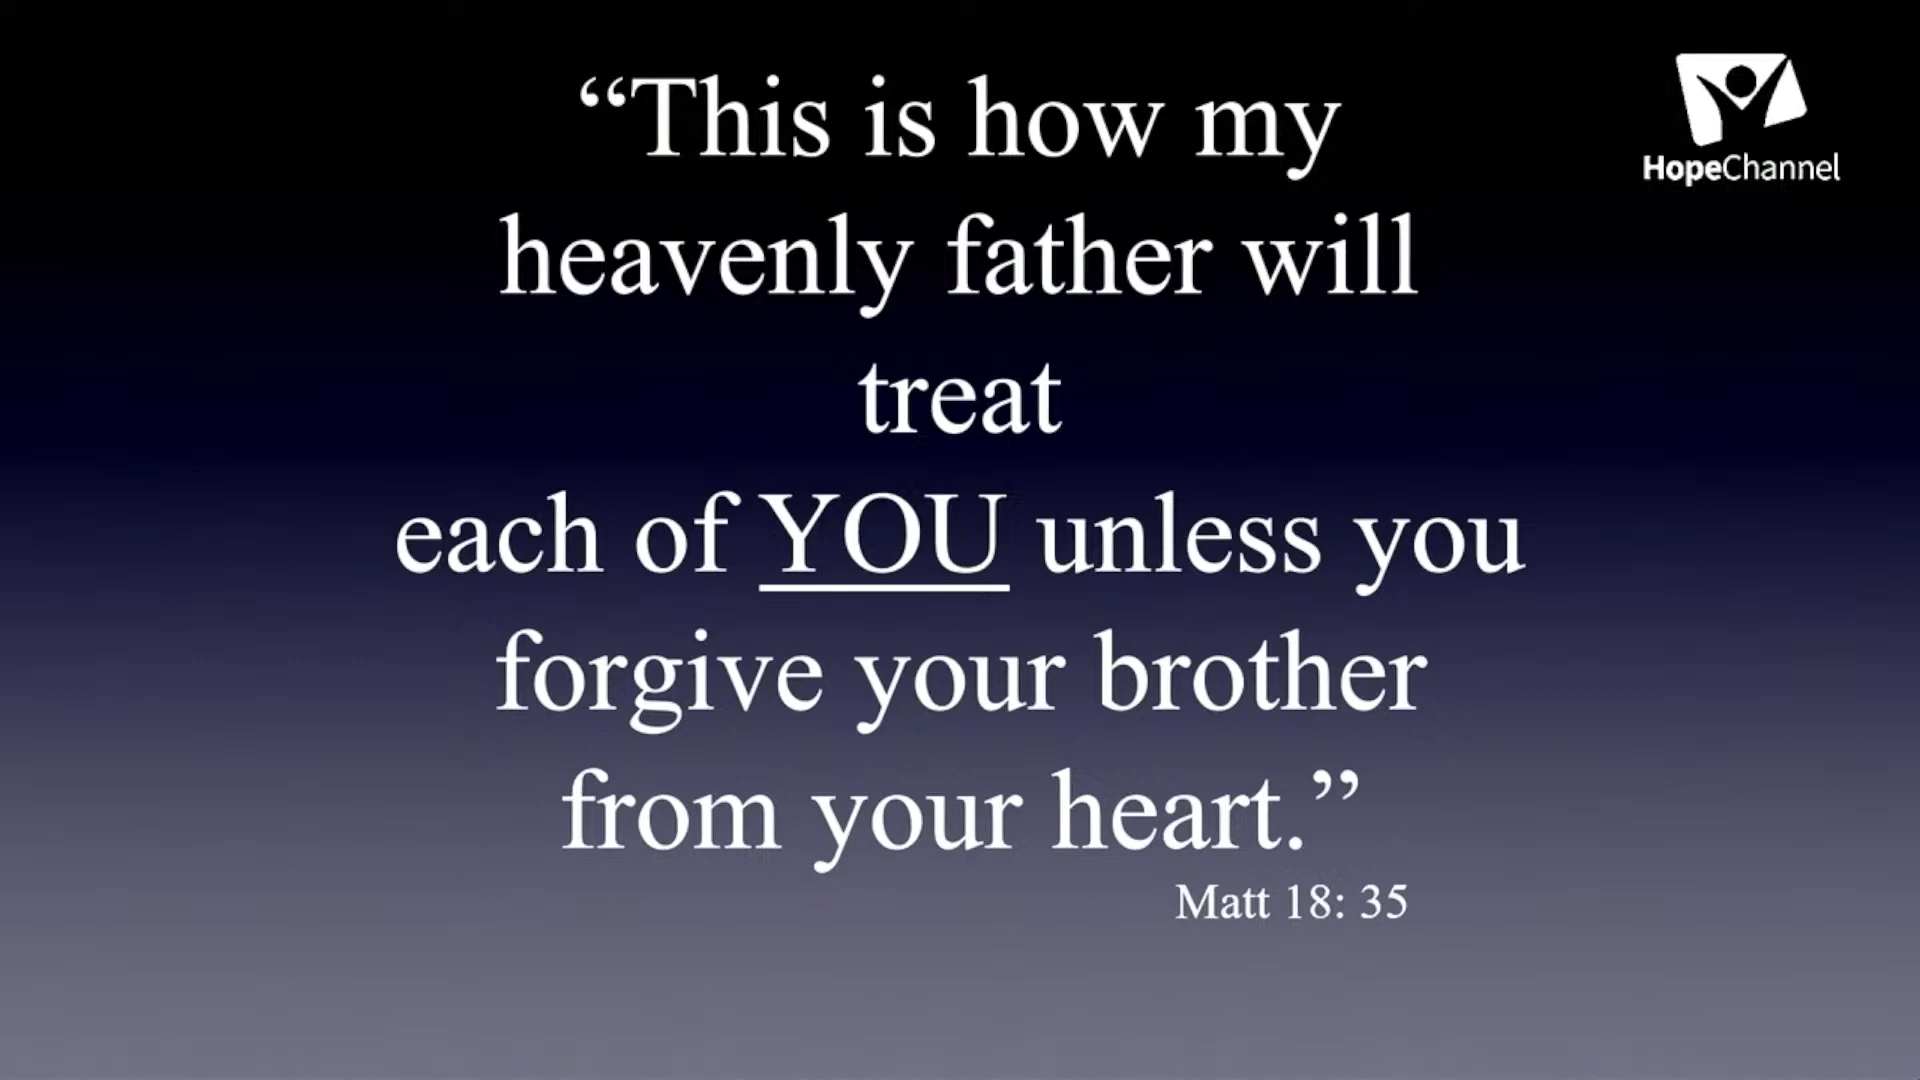 “This is how my
HopeChannel
heavenly father will
treat
each of YOU unless you
forgive your brother
from your heart.”
Matt 18: 35